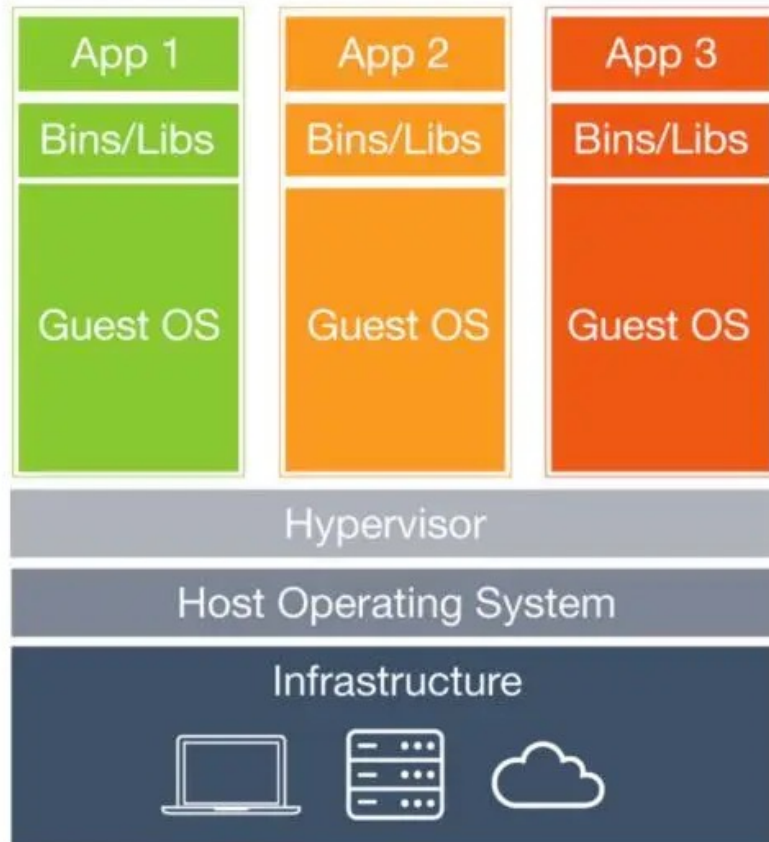 App 1
App 2
App 3
Bins/Libs
Bins/Libs
Bins/Libs
Guest OS
Guest OS
Guest OS
Hypervisor
Host Operating System
Infrastructure